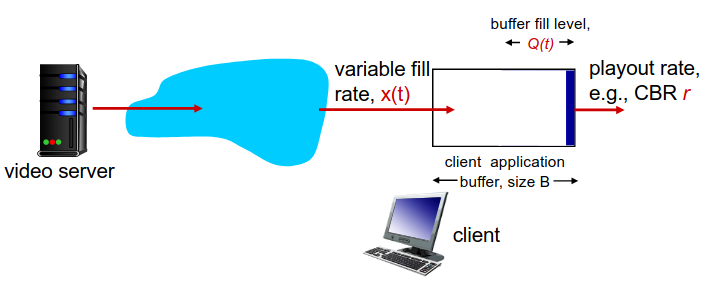 buffer fill level,
Q(t)
variable fill
rate, x(t)
playout rate,
e.g., CBR r
video server
client application
buffer, size B
client